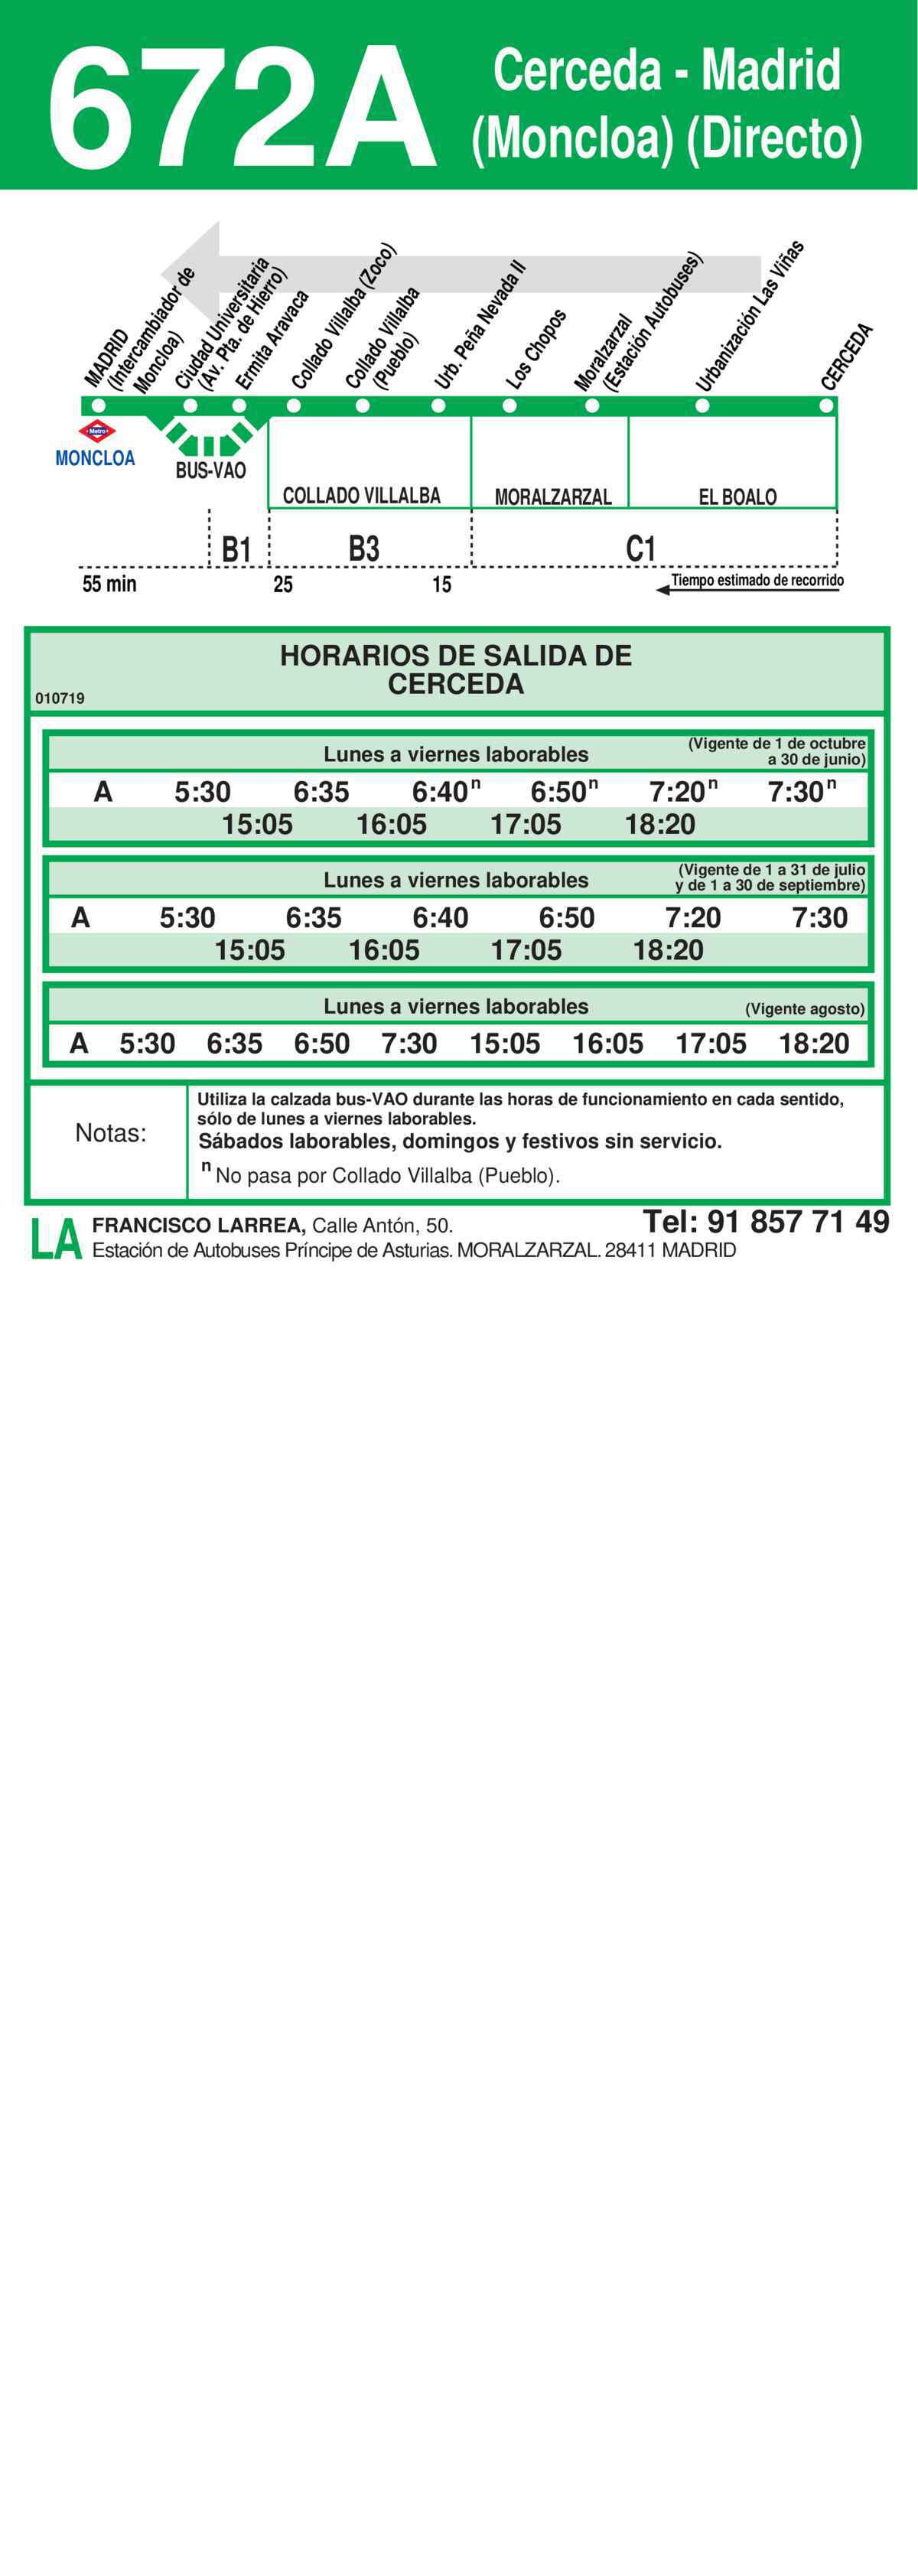 672A
Cerceda - Madrid
(Moncloa) (Directo)
MADRID
(Intercambiador de
Moncloa)
Ciudad Universitaria
(Av. Pta. de Hierro)
Ermita Aravaca
Collado Villalba (Zoco)
Collado Villalba
(Pueblo)
Urb. Peña Nevada II
Los Chopos
Moralzarzal
(Estación Autobuses)
Urbanización Las Viñas
CERCEDA
Metro
MONCLOA
BUS-VAO
COLLADO VILLALBA
MORALZARZAL
EL BOALO
B1 B3 C1
55 min 25 15 Tiempo estimado de recorrido
HORARIOS DE SALIDA DE
CERCEDA
010719
Lunes a viernes laborables
(Vigente de 1 de octubre
a 30 de junio)
A 5:30 6:35 6:40n 6:50n 7:20n 7:30n
15:05 16:05 17:05 18:20
Lunes a viernes laborables
(Vigente de 1 a 31 de julio
y de 1 a 30 de septiembre)
A 5:30 6:35 6:40 6:50 7:20 7:30
15:05 16:05 17:05 18:20
Lunes a viernes laborables (Vigente agosto)
A 5:30 6:35 6:50 7:30 15:05 16:05 17:05 18:20
Notas:
Utiliza la calzada bus-VAO durante las horas de funcionamiento en cada sentido,
sólo de lunes a viernes laborables.
Sábados laborables, domingos y festivos sin servicio.
n No pasa por Collado Villalba (Pueblo).
LA
FRANCISCO LARREA, Calle Antón, 50. Tel: 91 857 71 49
Estación de Autobuses Príncipe de Asturias. MORALZARZAL. 28411 MADRID